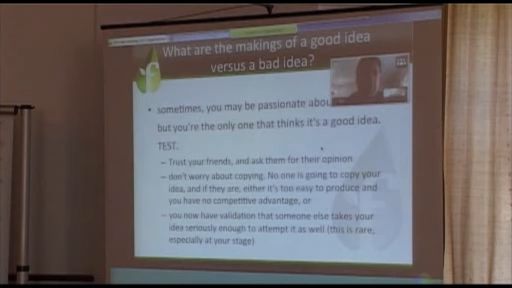 What are the makings of a good idea
versus a bad idea?
• sometimes, you may be passionate abou
but you're the only one that thinks it's a good idea.
TEST.
– Trust your friends, and ask them for their opinion
– don't worry about copying. No one is going to copy your
idea, and if they are, either it's too easy to produce and
you have no competitive advantage, or
– you now have validation that someone else takes your
idea seriously enough to attempt it as well (this is rare,
especially at your stage)